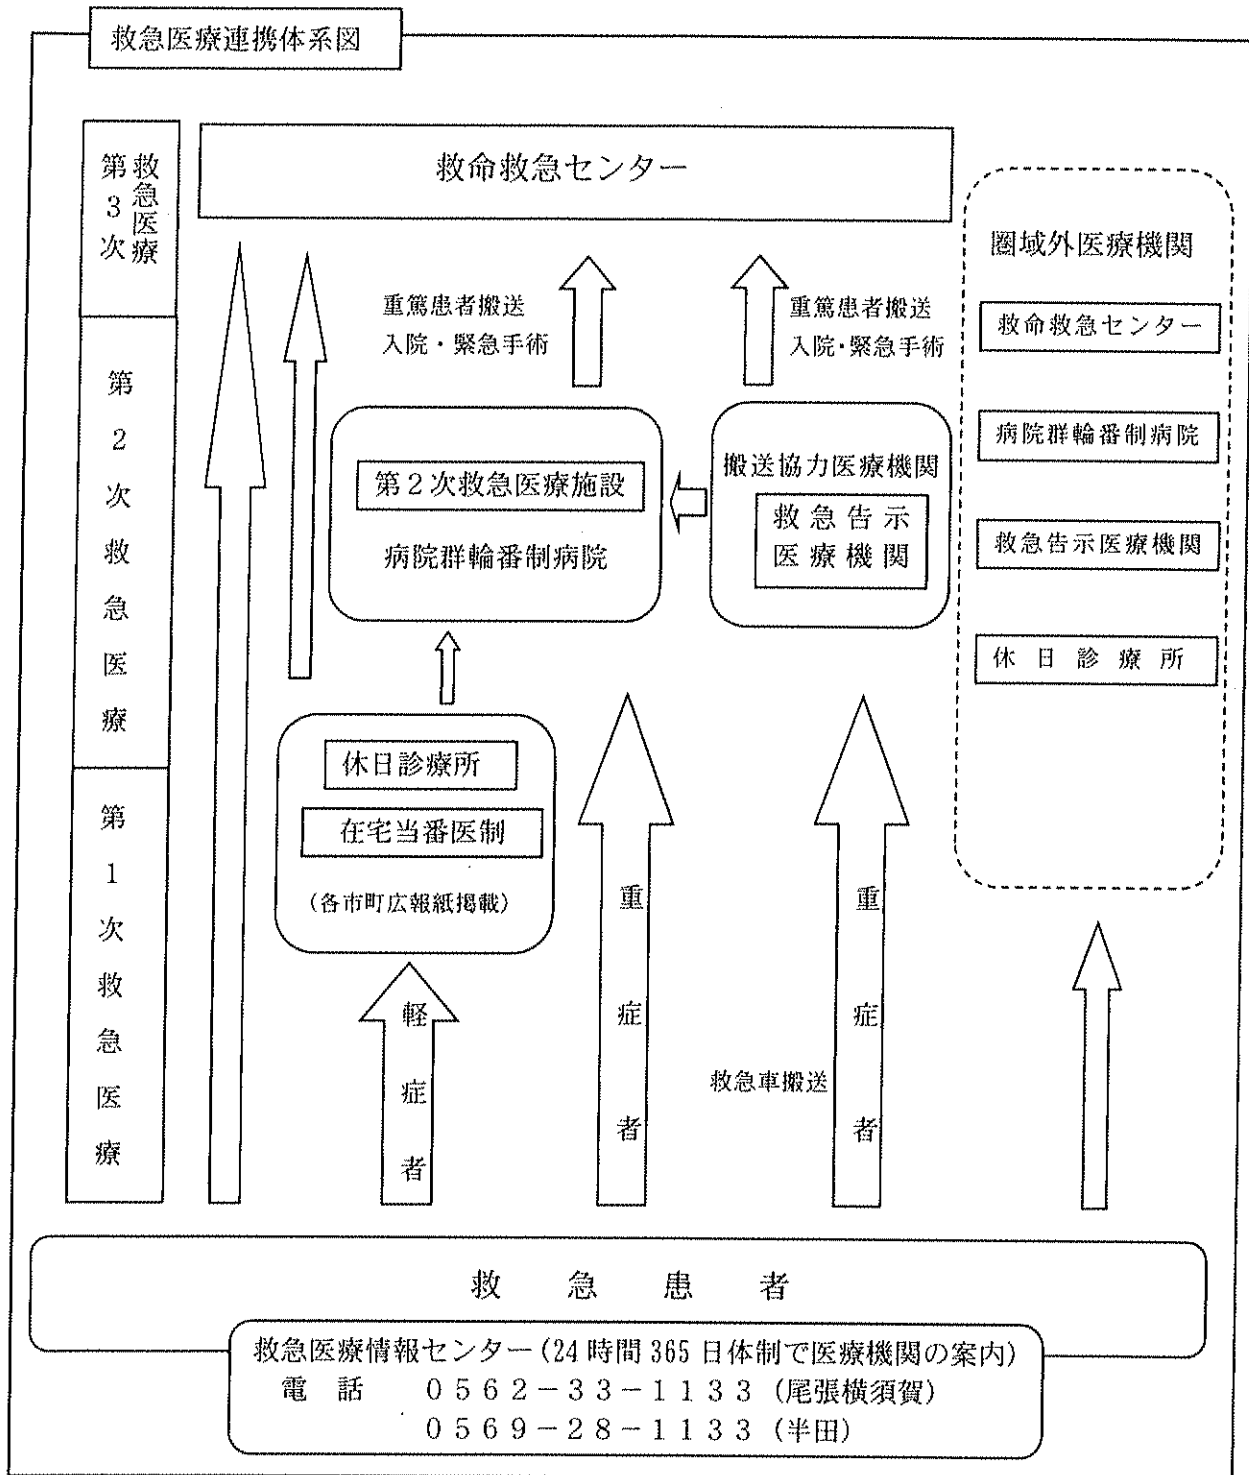 救急医療連携体系図
第3次
救急医療
救命救急センター
圏域外医療機関
重篤患者搬送
入院・緊急手術
重篤患者搬送
入院・緊急手術
救命救急センター
病院群輪番制病院
救急告示医療機関
休日診療所
第2次救急医療
第2次救急医療施設
病院群輪番制病院
搬送協力医療機関
救急告示
医療機関
休日診療所
在宅当番医制
(各市町広報紙掲載)
第1次救急医療
軽症者
重症者
救急車搬送
重症者
救急患者
救急医療情報センター(24時間365日体制で医療機関の案内)
電話 0562-33-1133(尾張横須賀)
0569-28-1133(半田)